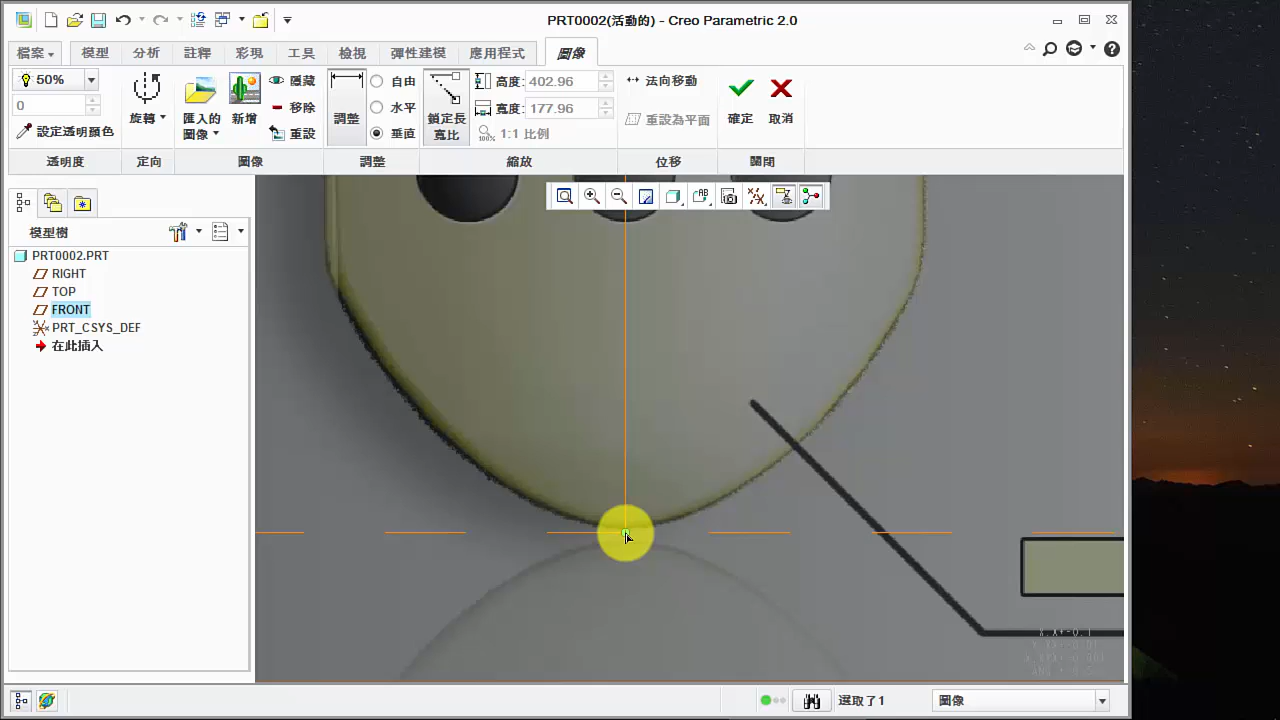 PRT0002(活動的) - Creo Parametric 2.0
檔案 模型 分析 註釋 彩現 工具 檢視 彈性建模 應用程式 圖像
50%
0
設定透明顏色
透明度
旋轉
定向
匯入的圖像
新增
隱藏
移除
重設
圖像
調整
自由
水平
垂直
調整
鎖定長寬比
高度: 402.96
寬度: 177.96
1:1 比例
縮放
法向移動
重設為平面
位移
確定
取消
關閉
模型樹
PRT0002.PRT
RIGHT
TOP
FRONT
PRT_CSYS_DEF
在此插入
選取了1
圖像